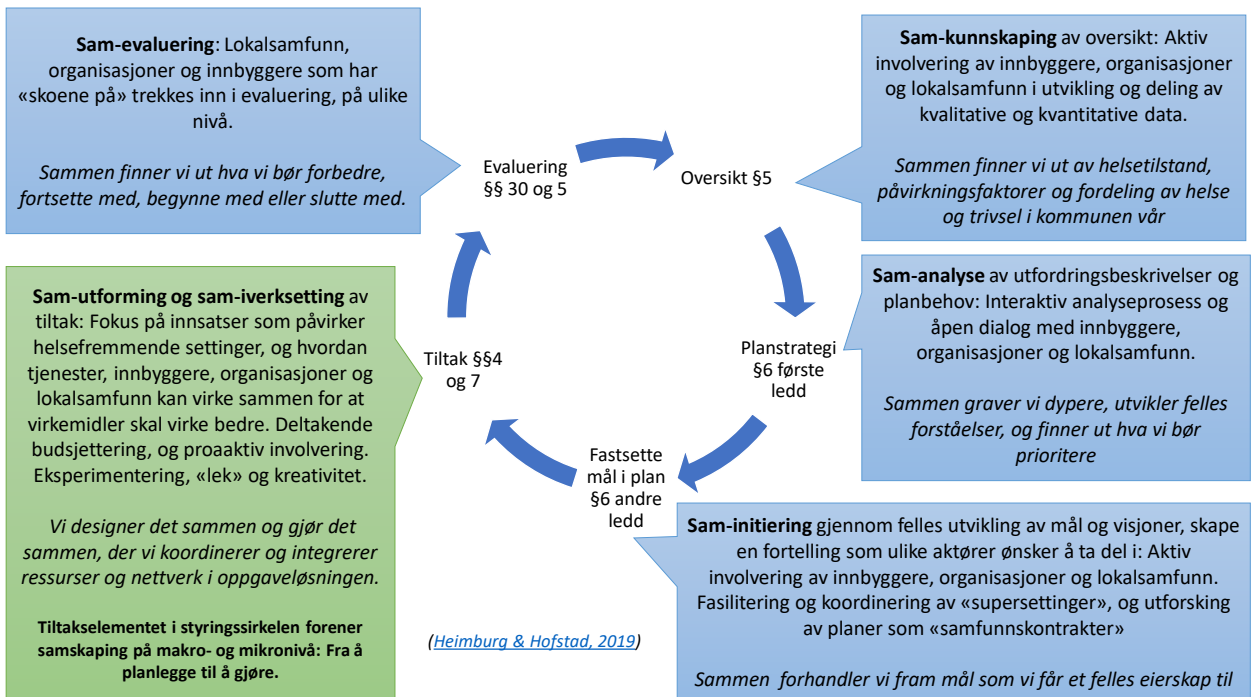 Sam-evaluering: Lokalsamfunn,
organisasjoner og innbyggere som har
«skoene på» trekkes inn i evaluering, på ulike
nivå.
Sammen finner vi ut hva vi bør forbedre,
fortsette med, begynne med eller slutte med.
Sam-kunnskaping av oversikt: Aktiv
involvering av innbyggere, organisasjoner
og lokalsamfunn i utvikling og deling av
kvalitative og kvantitative data.
Sammen finner vi ut av helsetilstand,
påvirkningsfaktorer og fordeling av helse
og trivsel i kommunen vår
Evaluering
§§ 30 og 5
Oversikt §5
Sam-utforming og sam-iverksetting av
tiltak: Fokus på innsatser som påvirker
helsefremmende settinger, og hvordan
tjenester, innbyggere, organisasjoner og
lokalsamfunn kan virke sammen for at
virkemidler skal virke bedre. Deltakende
budsjettering, og proaaktiv involvering.
Eksperimentering, «lek» og kreativitet.
Vi designer det sammen og gjør det
sammen, der vi koordinerer og integrerer
ressurser og nettverk i oppgaveløsningen.
Tiltakselementet i styringssirkelen forener
samskaping på makro- og mikronivå: Fra å
planlegge til å gjøre.
Tiltak §§4
og 7
Planstrategi
§6 første
ledd
Sam-analyse av utfordringsbeskrivelser og
planbehov: Interaktiv analyseprosess og
åpen dialog med innbyggere,
organisasjoner og lokalsamfunn.
Sammen graver vi dypere, utvikler felles
forståelser, og finner ut hva vi bør
prioritere
Fastsette
mål i plan
§6 andre
ledd
Sam-initiering gjennom felles utvikling av mål og visjoner, skape
en fortelling som ulike aktører ønsker å ta del i: Aktiv
involvering av innbyggere, organisasjoner og lokalsamfunn.
Fasilitering og koordinering av «supersettinger», og utforsking
av planer som «samfunnskontrakter»
Sammen forhandler vi fram mål som vi får et felles eierskap til
(Heimburg & Hofstad, 2019)